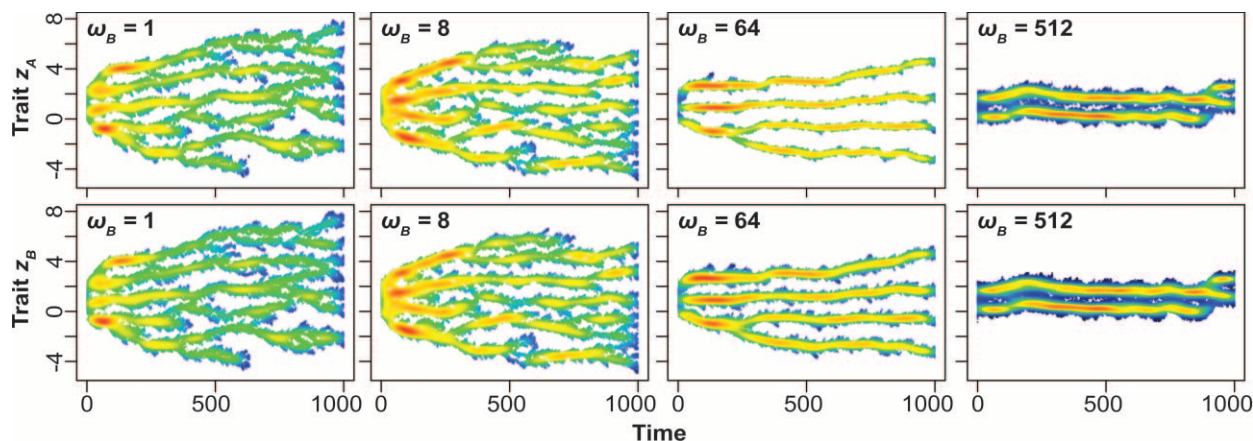 ω_B = 1
ω_B = 8
ω_B = 64
ω_B = 512
Trait z_A
8
4
0
-4
ω_B = 1
ω_B = 8
ω_B = 64
ω_B = 512
Trait z_B
8
4
0
-4
0 500 1000
0 500 1000
0 500 1000
0 500 1000
Time